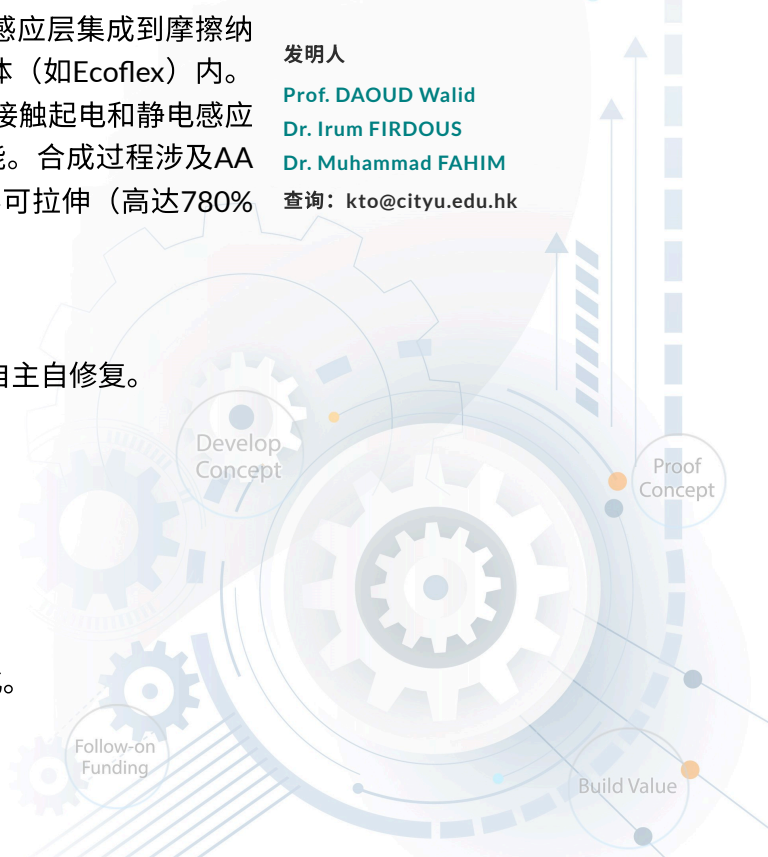 感应层集成到摩擦纳
体（如Ecoflex）内。
接触起电和静电感应
能。合成过程涉及AA
可拉伸（高达780%
自主自修复。
发明人
Prof. DAOUD Walid
Dr. Irum FIRDOUS
Dr. Muhammad FAHIM
查询：kto@cityu.edu.hk
Develop
Concept
Proof
Concept
Follow-on
Funding
Build Value